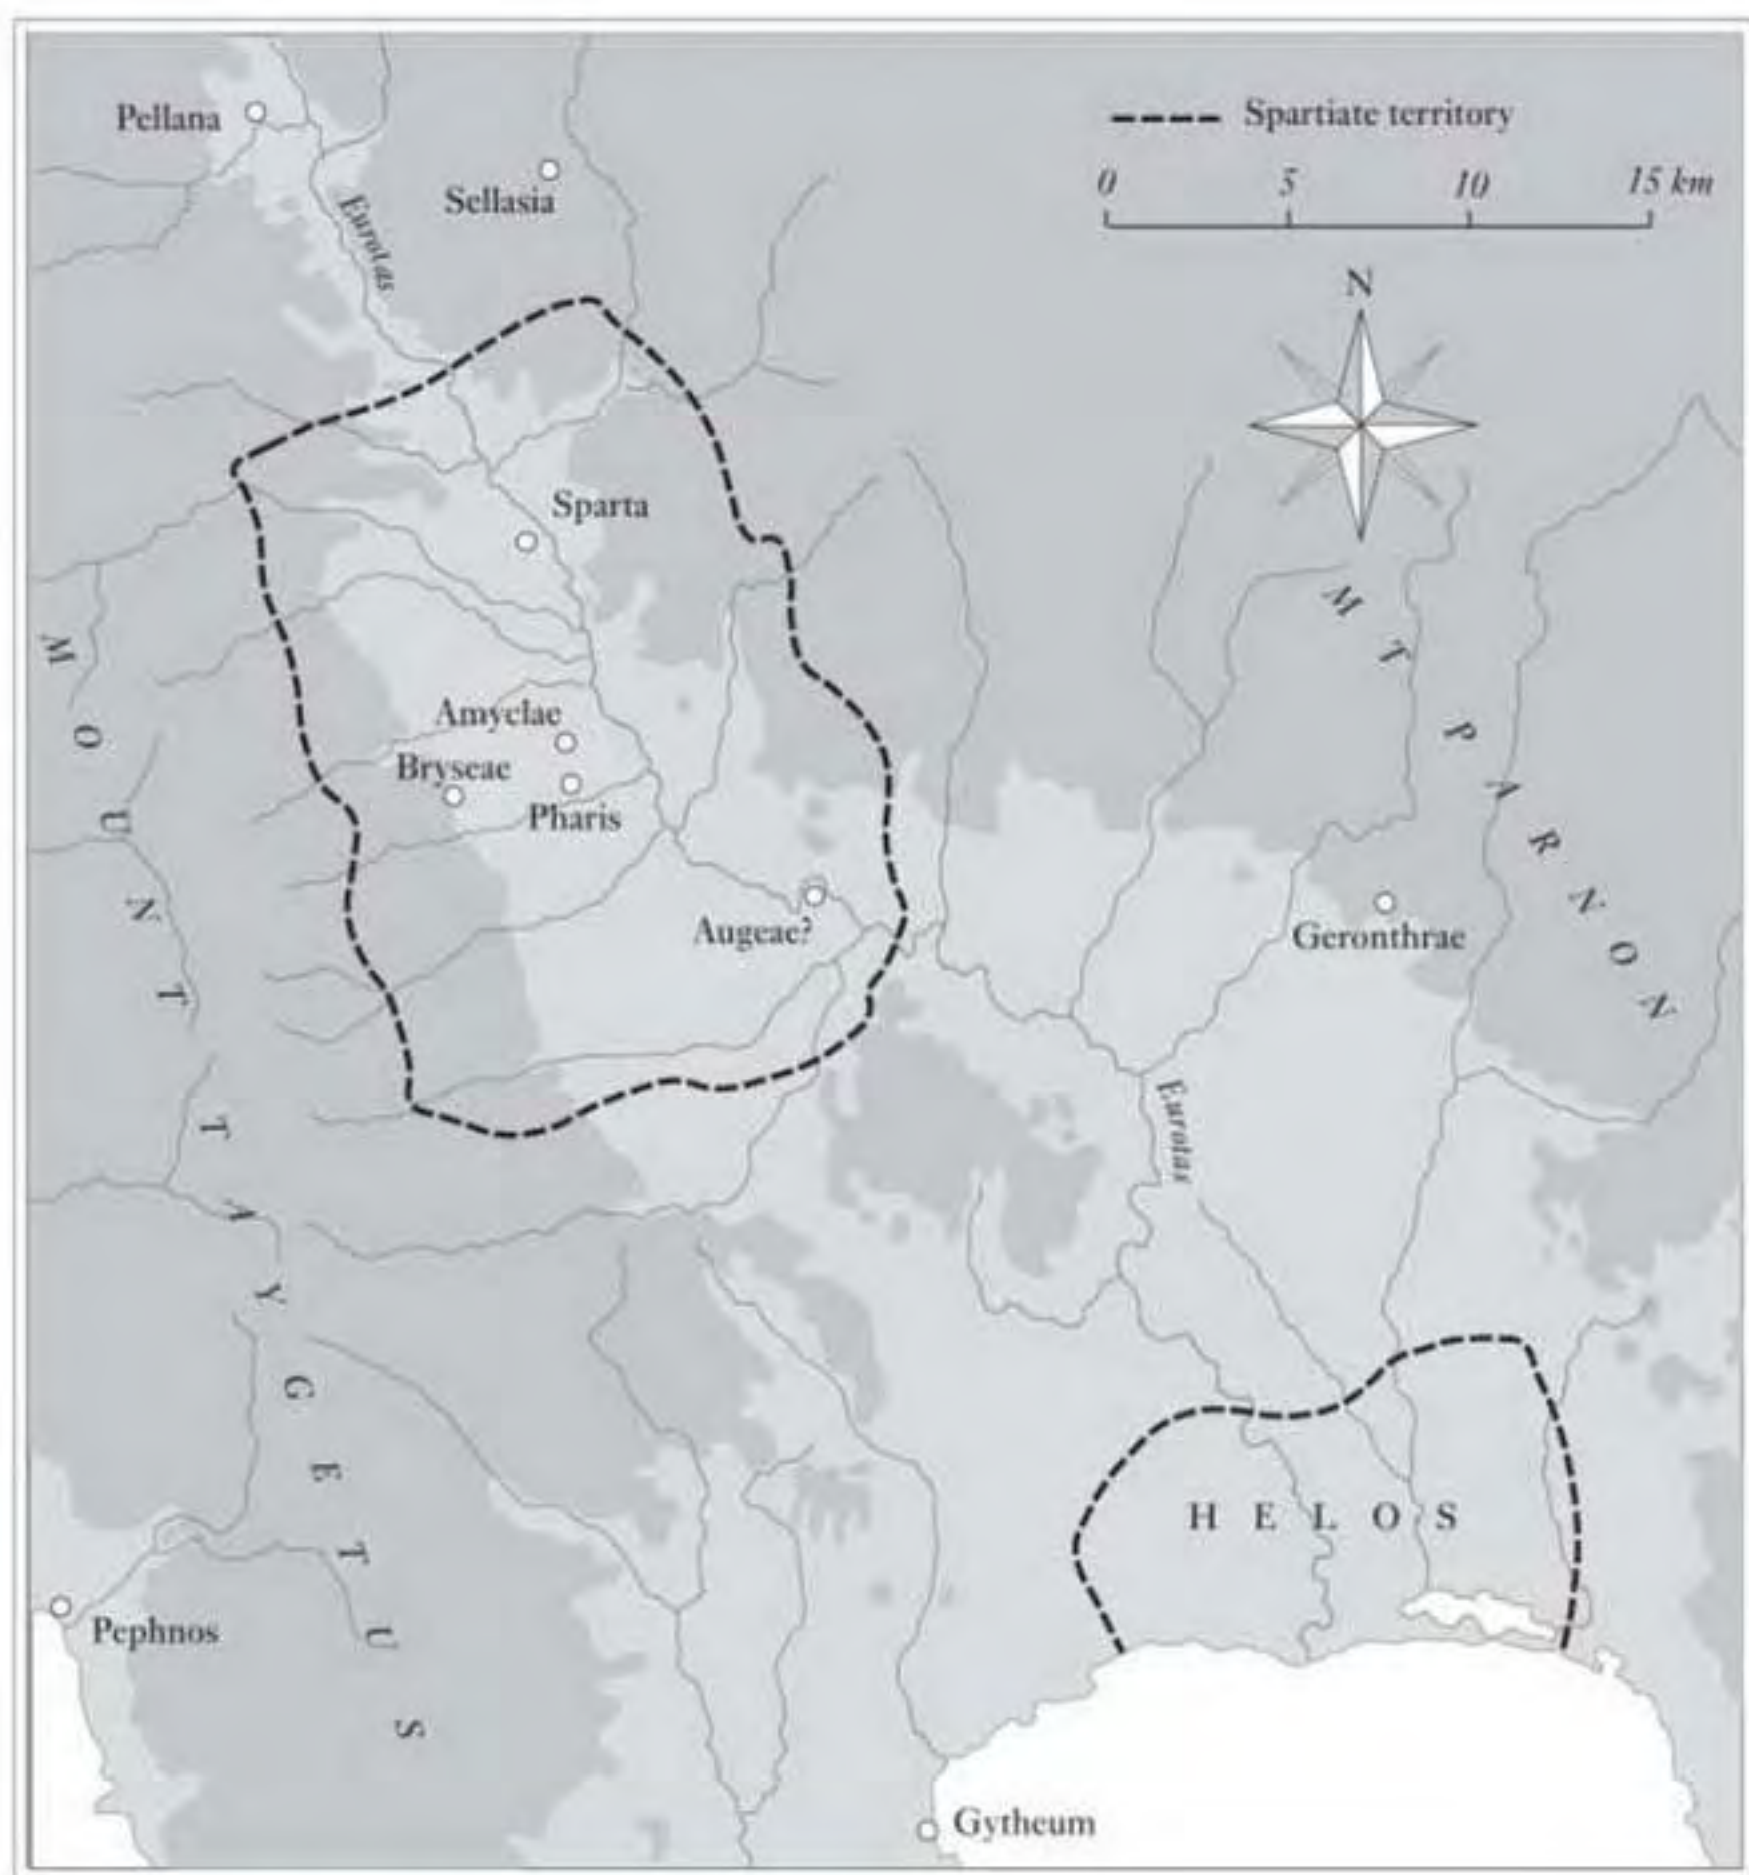 Pellana
Spartiate territory
0 5 10 15 km
Sellasia
Eurotas
N
Sparta
MT PARNON
MOUNT TAYGETUS
Amyclae
Bryseae
Pharis
Augeae?
Geronthrae
Eurotas
HELOS
Pephnos
Gytheum